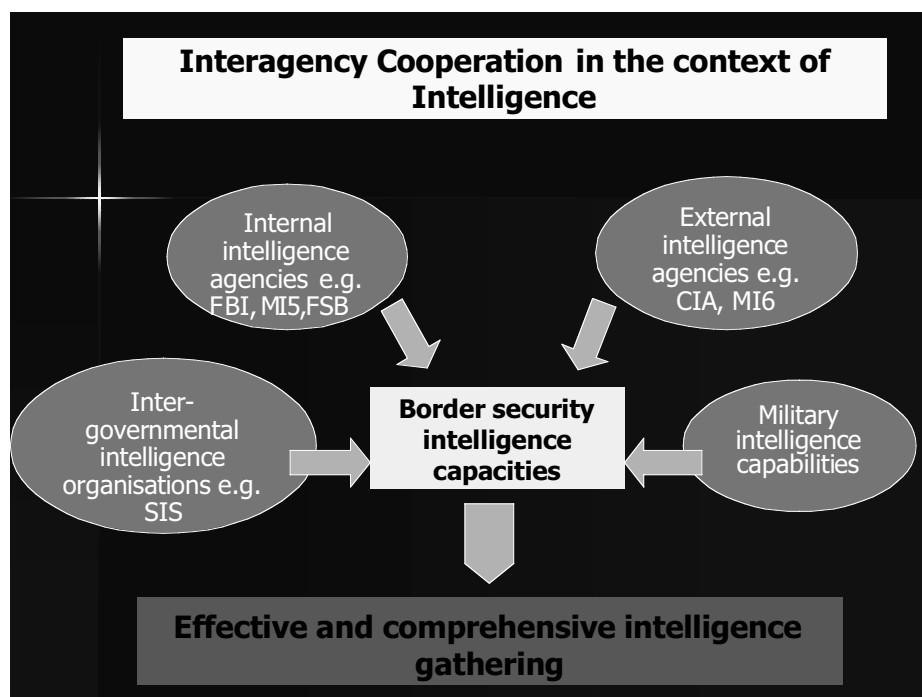 Interagency Cooperation in the context of
Intelligence
Internal
intelligence
agencies e.g.
FBI, MI5,FSB
External
intelligence
agencies e.g.
CIA, MI6
Inter-
governmental
intelligence
organisations e.g.
SIS
Border security
intelligence
capacities
Military
intelligence
capabilities
Effective and comprehensive intelligence
gathering